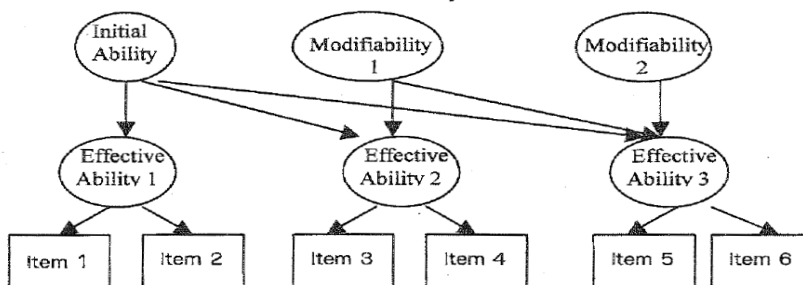 Initial
Ability
Modifiability
1
Modifiability
2
Effective
Ability 1
Effective
Ability 2
Effective
Ability 3
Item 1
Item 2
Item 3
Item 4
Item 5
Item 6